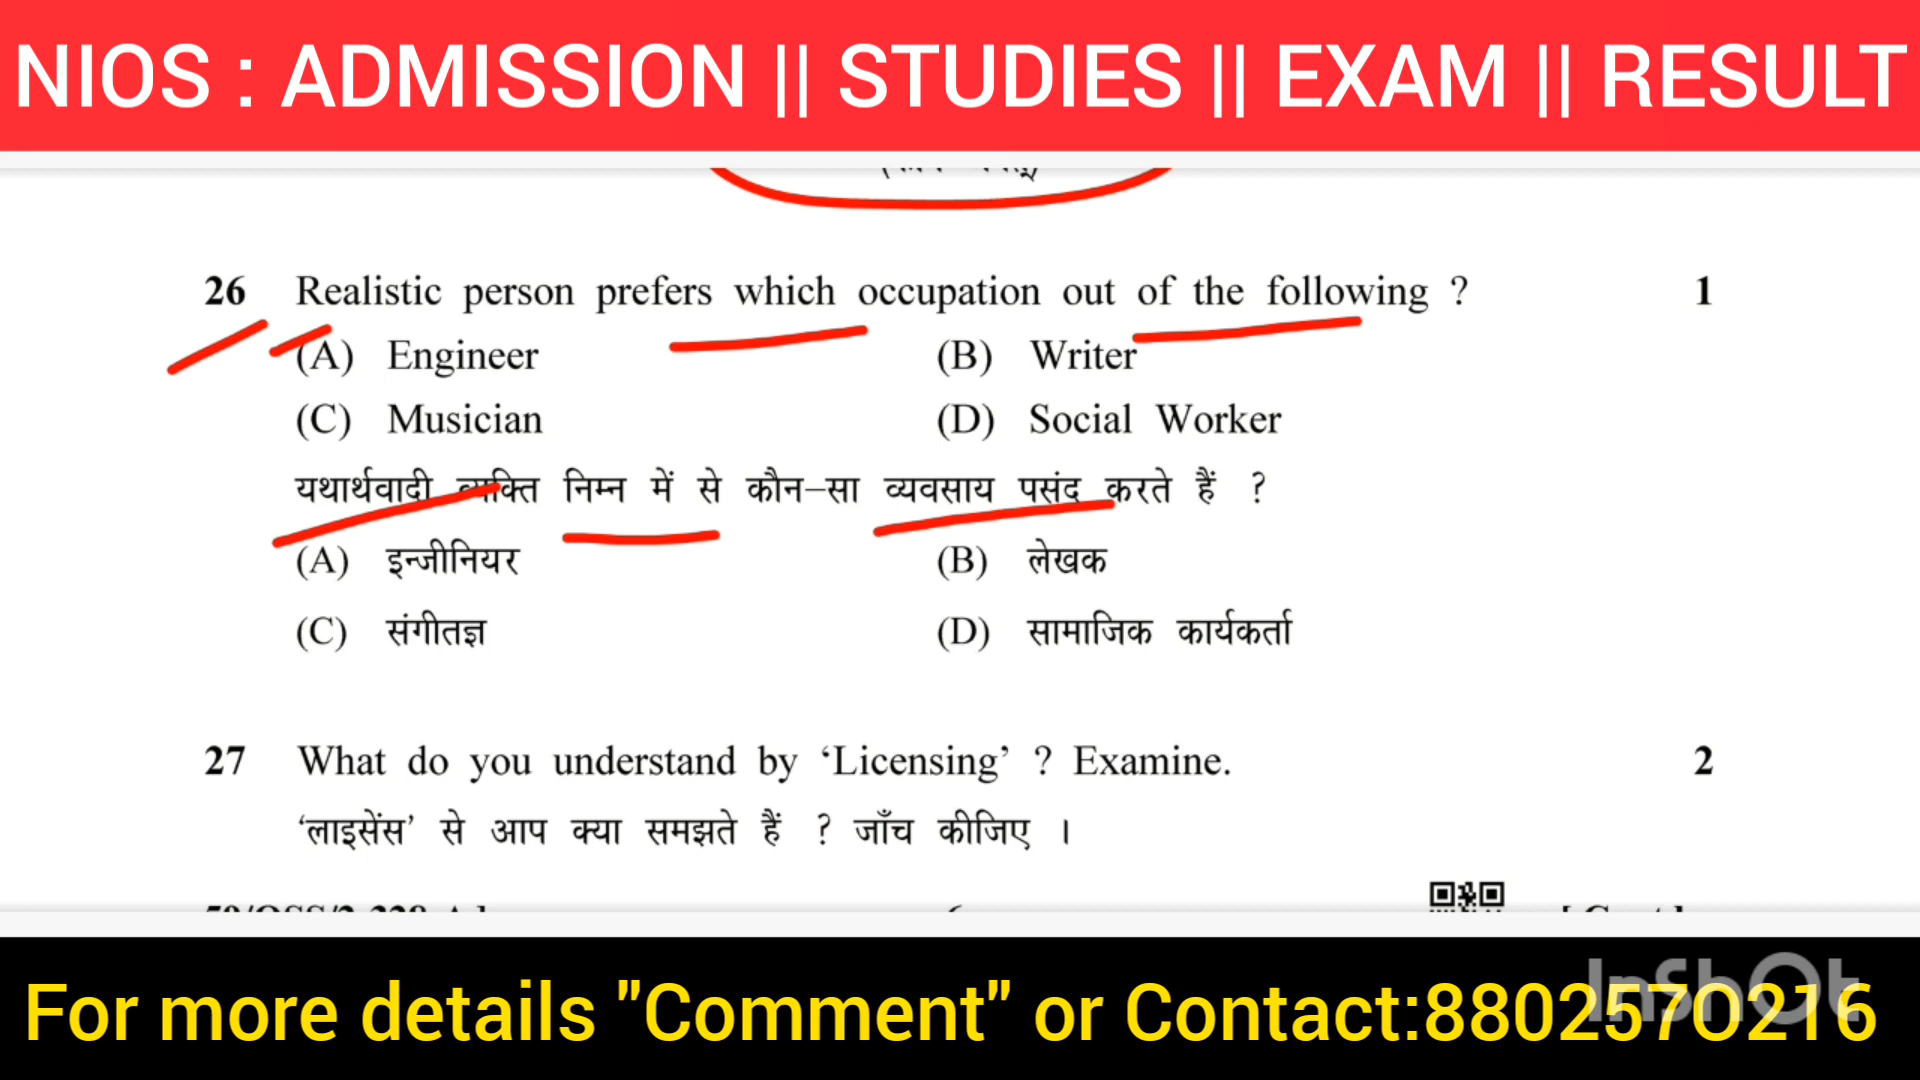 NIOS : ADMISSION || STUDIES || EXAM || RESULT
26 Realistic person prefers which occupation out of the following ? 1
(A) Engineer (B) Writer
(C) Musician (D) Social Worker
यथार्थवादी व्यक्ति निम्न में से कौन–सा व्यवसाय पसंद करते हैं ?
(A) इन्जीनियर (B) लेखक
(C) संगीतज्ञ (D) सामाजिक कार्यकर्ता
27 What do you understand by ‘Licensing’ ? Examine. 2
‘लाइसेंस’ से आप क्या समझते हैं ? जाँच कीजिए ।
InShOt
For more details "Comment" or Contact:880257O216